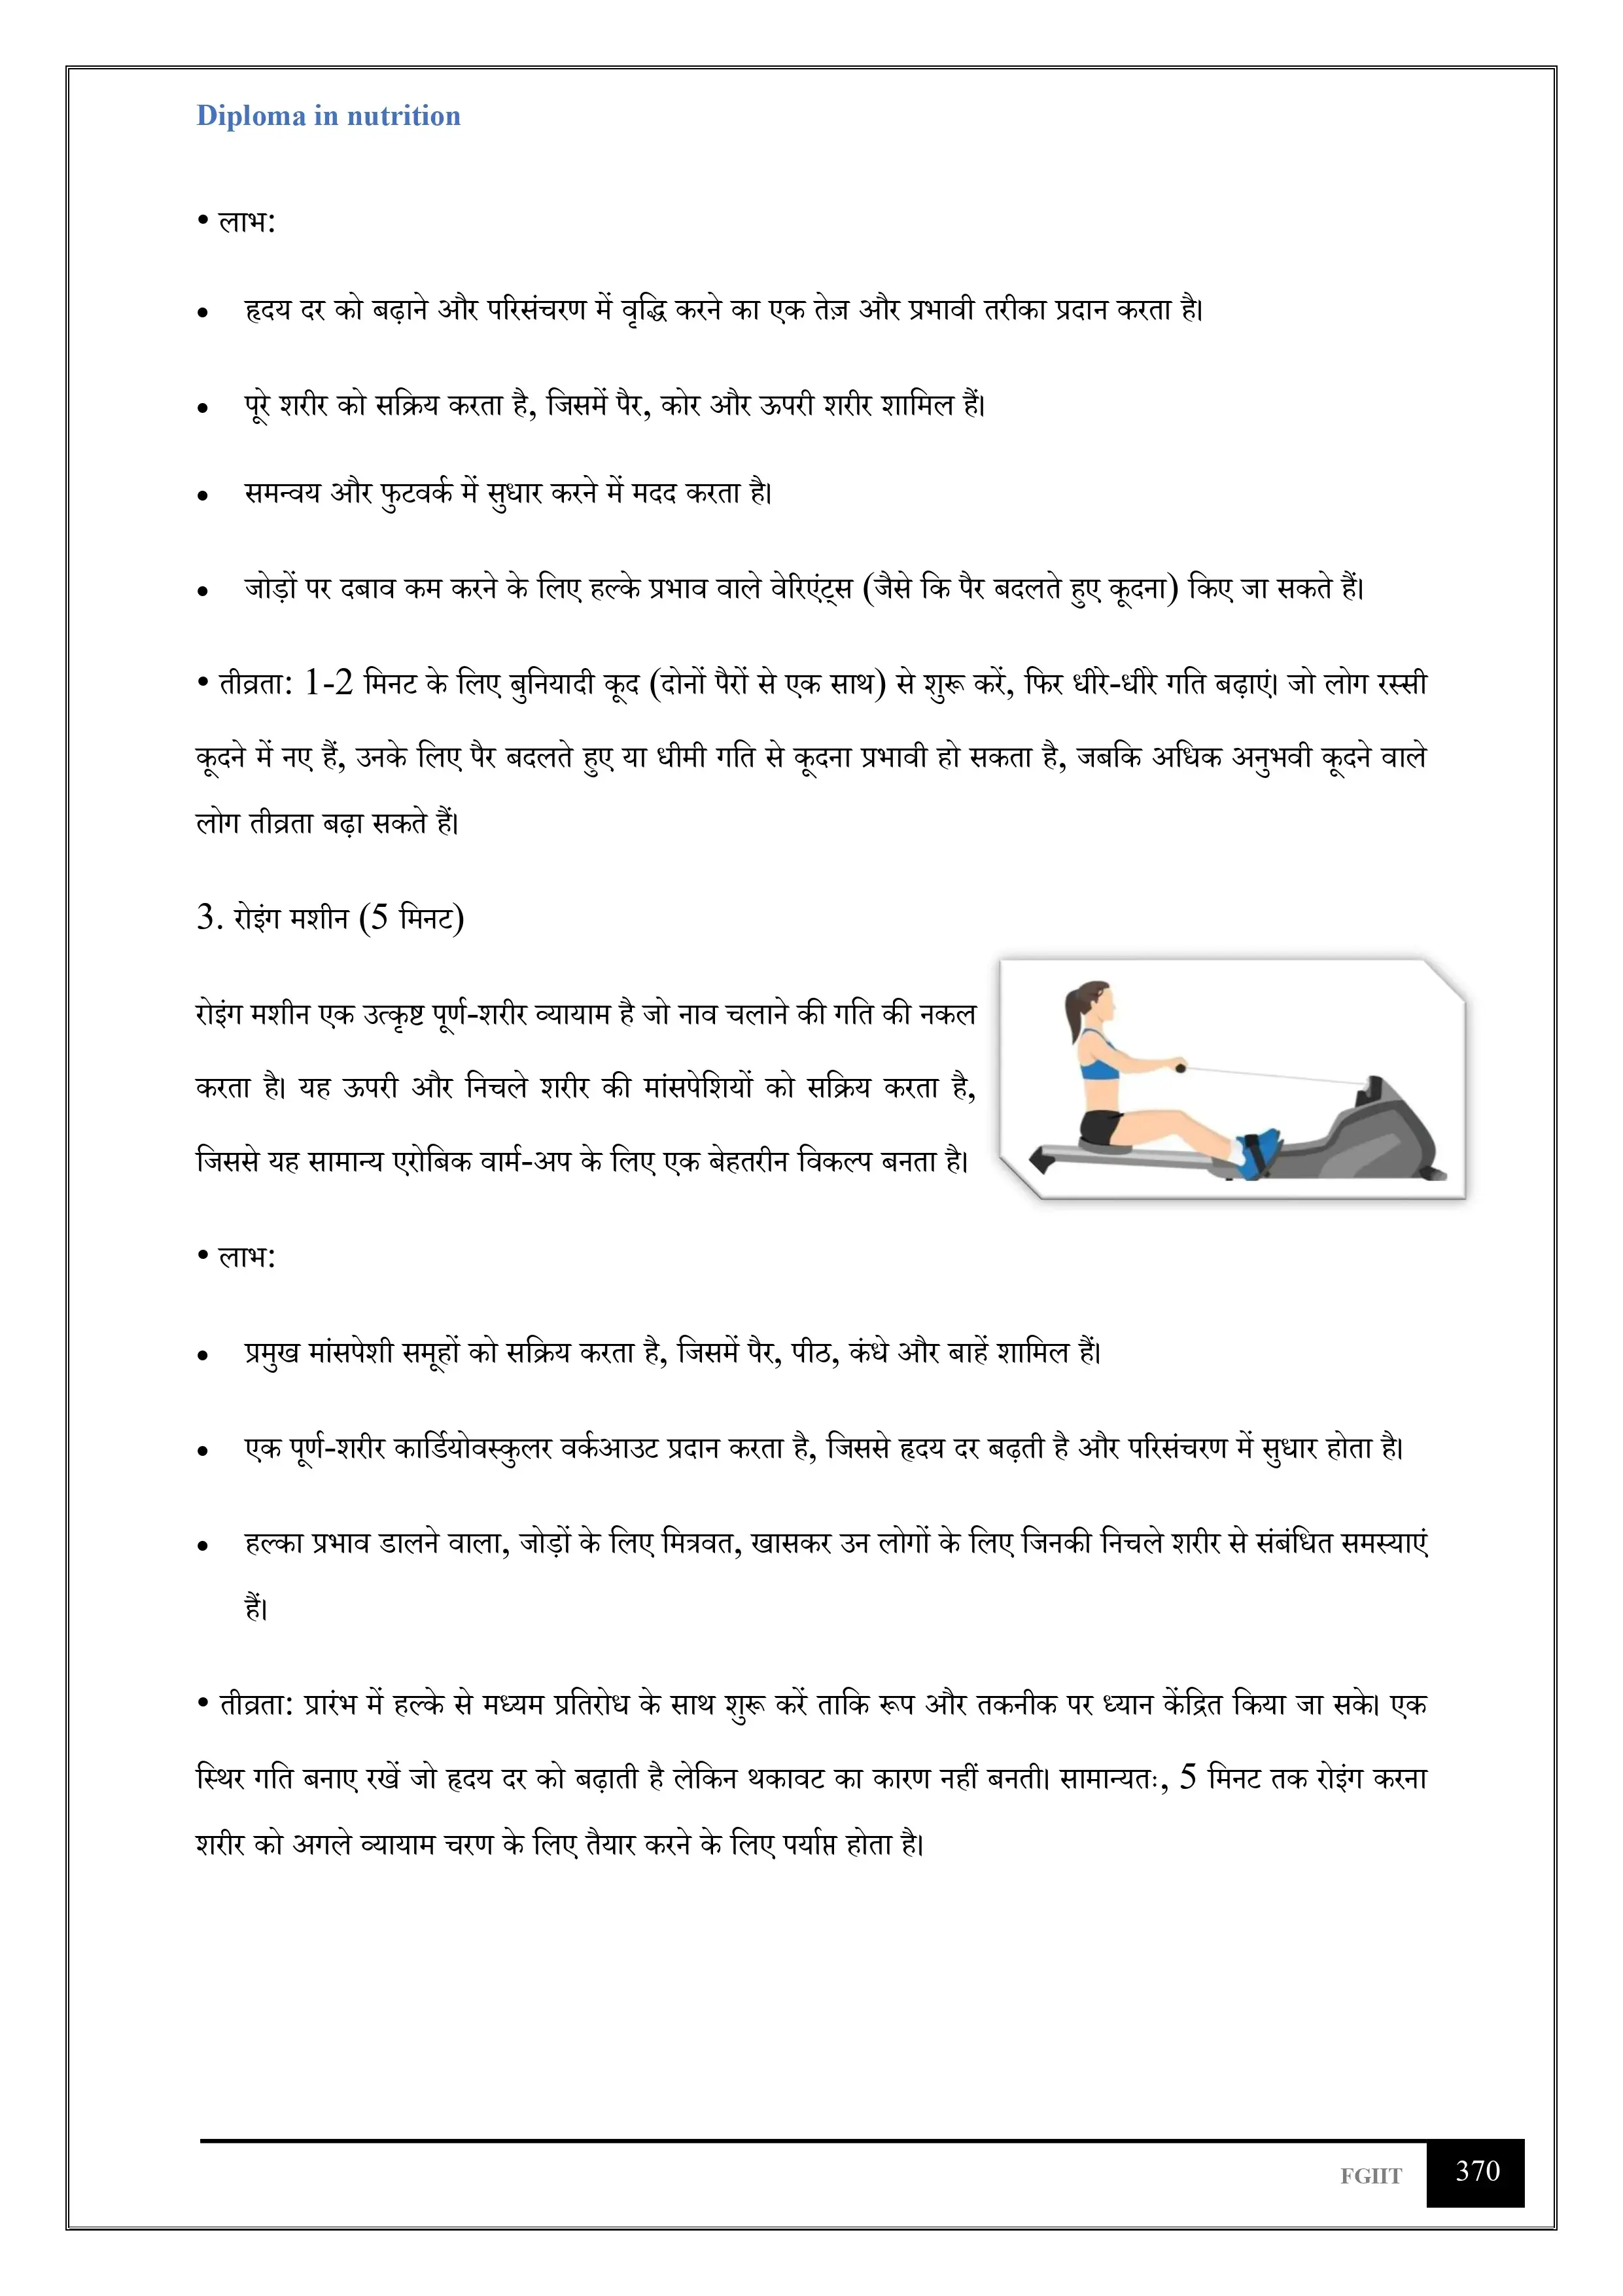 Diploma in nutrition
• लाभ:
• हृदय दर को बढ़ाने और परिसंचरण में वृद्धि करने का एक तेज़ और प्रभावी तरीका प्रदान करता है।
• पूरे शरीर को सक्रिय करता है, जिसमें पैर, कोर और ऊपरी शरीर शामिल हैं।
• समन्वय और फुटवर्क में सुधार करने में मदद करता है।
• जोड़ों पर दबाव कम करने के लिए हल्के प्रभाव वाले वेरिएंट्स (जैसे कि पैर बदलते हुए कूदना) किए जा सकते हैं।
• तीव्रता: 1-2 मिनट के लिए बुनियादी कूद (दोनों पैरों से एक साथ) से शुरू करें, फिर धीरे-धीरे गति बढ़ाएं। जो लोग रस्सी
कूदने में नए हैं, उनके लिए पैर बदलते हुए या धीमी गति से कूदना प्रभावी हो सकता है, जबकि अधिक अनुभवी कूदने वाले
लोग तीव्रता बढ़ा सकते हैं।
3. रोइंग मशीन (5 मिनट)
रोइंग मशीन एक उत्कृष्ट पूर्ण-शरीर व्यायाम है जो नाव चलाने की गति की नकल
करता है। यह ऊपरी और निचले शरीर की मांसपेशियों को सक्रिय करता है,
जिससे यह सामान्य एरोबिक वार्म-अप के लिए एक बेहतरीन विकल्प बनता है।
• लाभ:
• प्रमुख मांसपेशी समूहों को सक्रिय करता है, जिसमें पैर, पीठ, कंधे और बाहें शामिल हैं।
• एक पूर्ण-शरीर कार्डियोवस्कुलर वर्कआउट प्रदान करता है, जिससे हृदय दर बढ़ती है और परिसंचरण में सुधार होता है।
• हल्का प्रभाव डालने वाला, जोड़ों के लिए मित्रवत, खासकर उन लोगों के लिए जिनकी निचले शरीर से संबंधित समस्याएं
हैं।
• तीव्रता: प्रारंभ में हल्के से मध्यम प्रतिरोध के साथ शुरू करें ताकि रूप और तकनीक पर ध्यान केंद्रित किया जा सके। एक
स्थिर गति बनाए रखें जो हृदय दर को बढ़ाती है लेकिन थकावट का कारण नहीं बनती। सामान्यतः, 5 मिनट तक रोइंग करना
शरीर को अगले व्यायाम चरण के लिए तैयार करने के लिए पर्याप्त होता है।
FGIIT 370